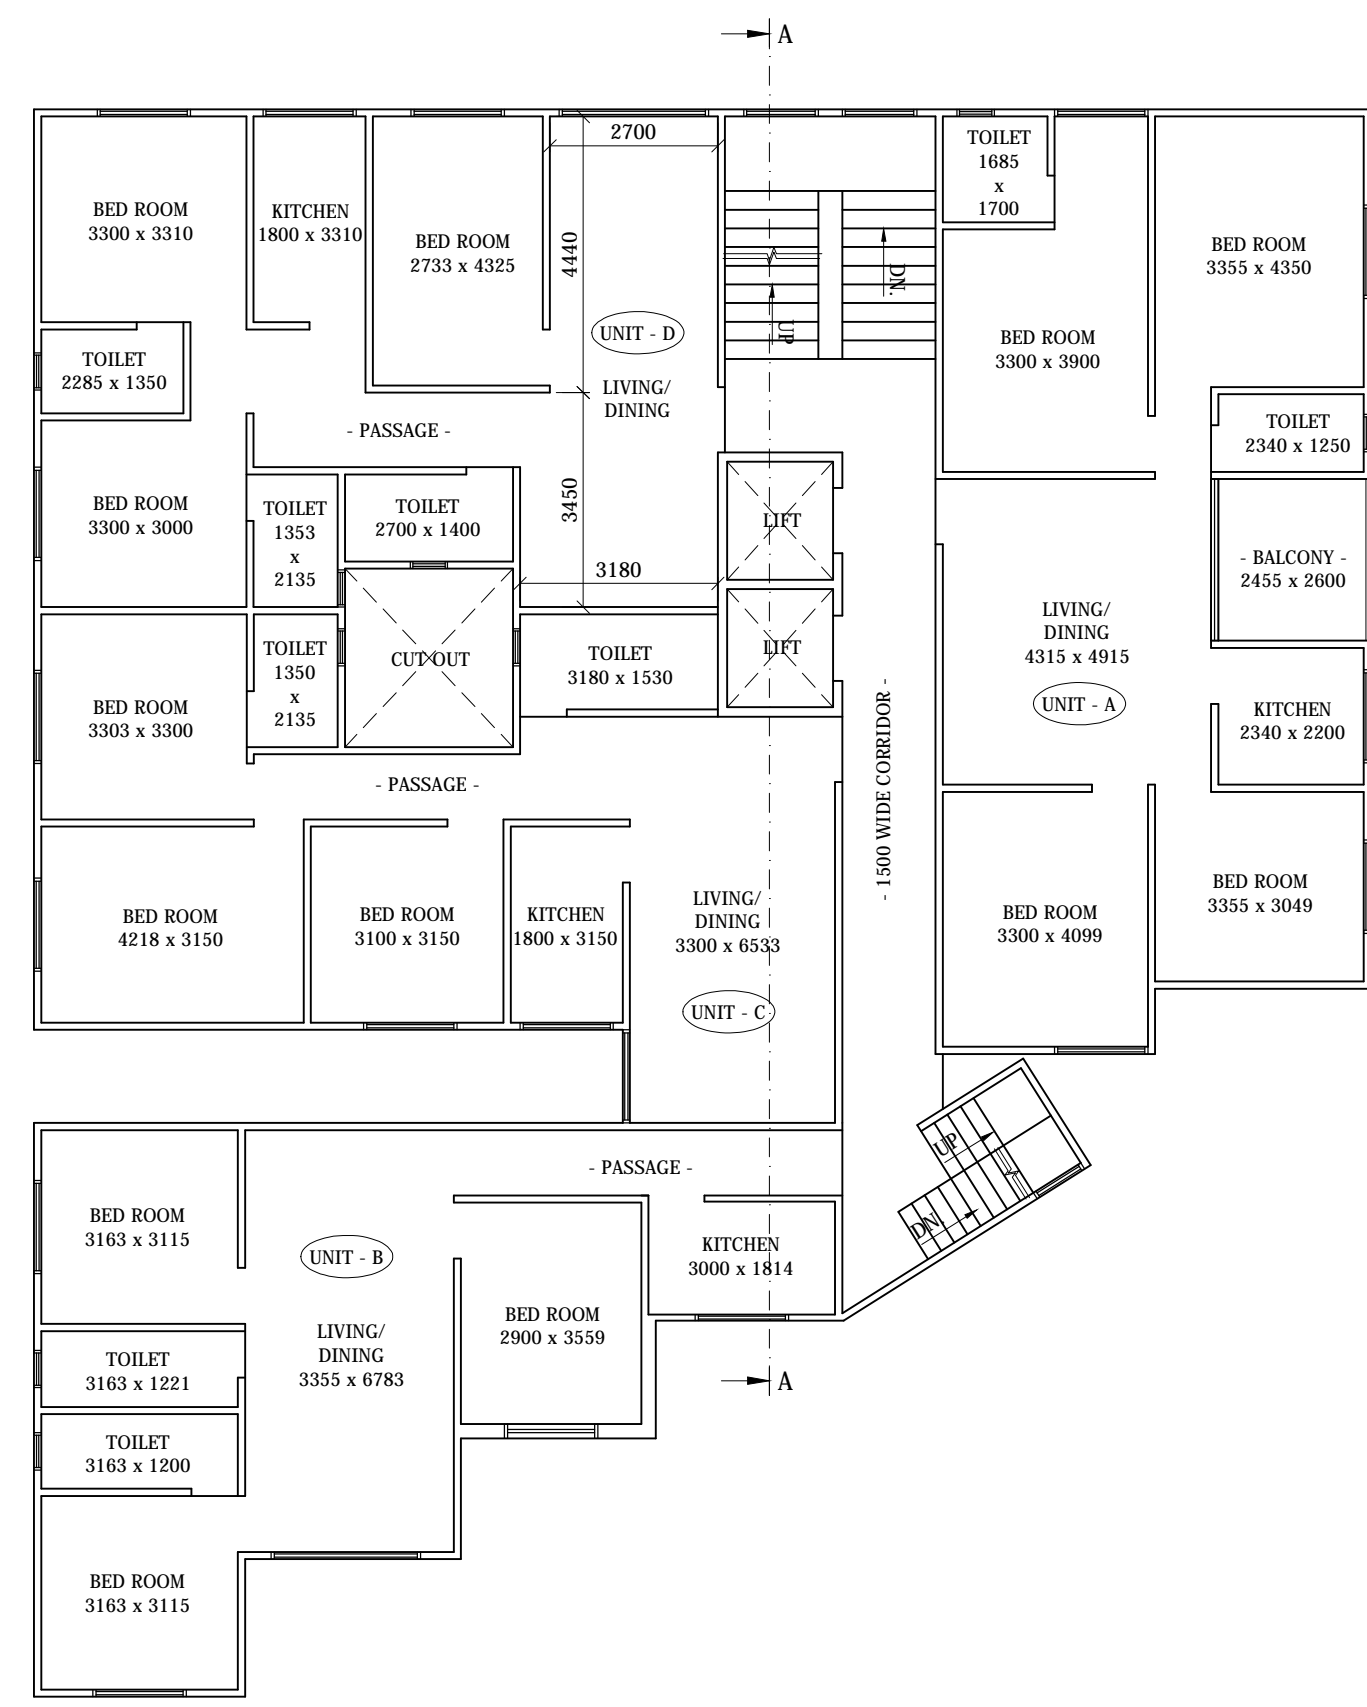 A
2700
TOILET
1685
x
1700
BED ROOM
3300 x 3310
KITCHEN
1800 x 3310
BED ROOM
2733 x 4325
4440
UNIT - D
LIVING/
DINING
UP
DN.
BED ROOM
3355 x 4350
BED ROOM
3300 x 3900
TOILET
2285 x 1350
- PASSAGE -
TOILET
2340 x 1250
BED ROOM
3300 x 3000
TOILET
1353
x
2135
TOILET
2700 x 1400
3450
LIFT
3180
- BALCONY -
2455 x 2600
LIVING/
DINING
4315 x 4915
UNIT - A
BED ROOM
3303 x 3300
TOILET
1350
x
2135
CUT OUT
TOILET
3180 x 1530
LIFT
KITCHEN
2340 x 2200
- PASSAGE -
- 1500 WIDE CORRIDOR -
BED ROOM
4218 x 3150
BED ROOM
3100 x 3150
KITCHEN
1800 x 3150
LIVING/
DINING
3300 x 6533
UNIT - C
BED ROOM
3300 x 4099
BED ROOM
3355 x 3049
- PASSAGE -
UP
DN.
BED ROOM
3163 x 3115
UNIT - B
KITCHEN
3000 x 1814
LIVING/
DINING
3355 x 6783
BED ROOM
2900 x 3559
TOILET
3163 x 1221
A
TOILET
3163 x 1200
BED ROOM
3163 x 3115